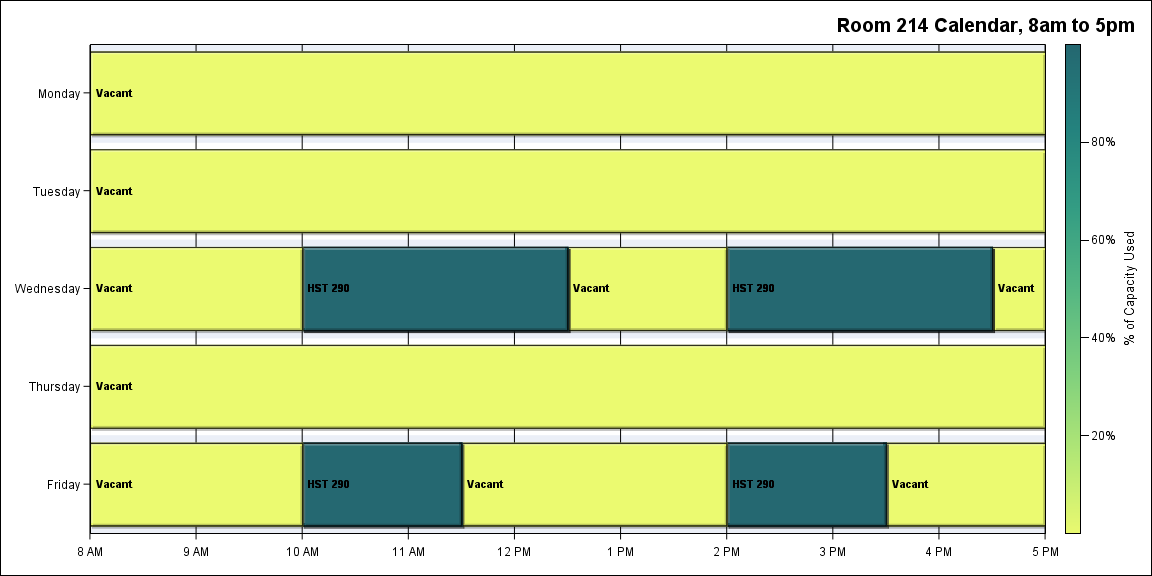 Room 214 Calendar, 8am to 5pm
Monday
Vacant
Tuesday
Vacant
Wednesday
Vacant
HST 290
Vacant
HST 290
Vacant
Thursday
Vacant
Friday
Vacant
HST 290
Vacant
HST 290
Vacant
8 AM
9 AM
10 AM
11 AM
12 PM
1 PM
2 PM
3 PM
4 PM
5 PM
80%
60%
40%
20%
% of Capacity Used